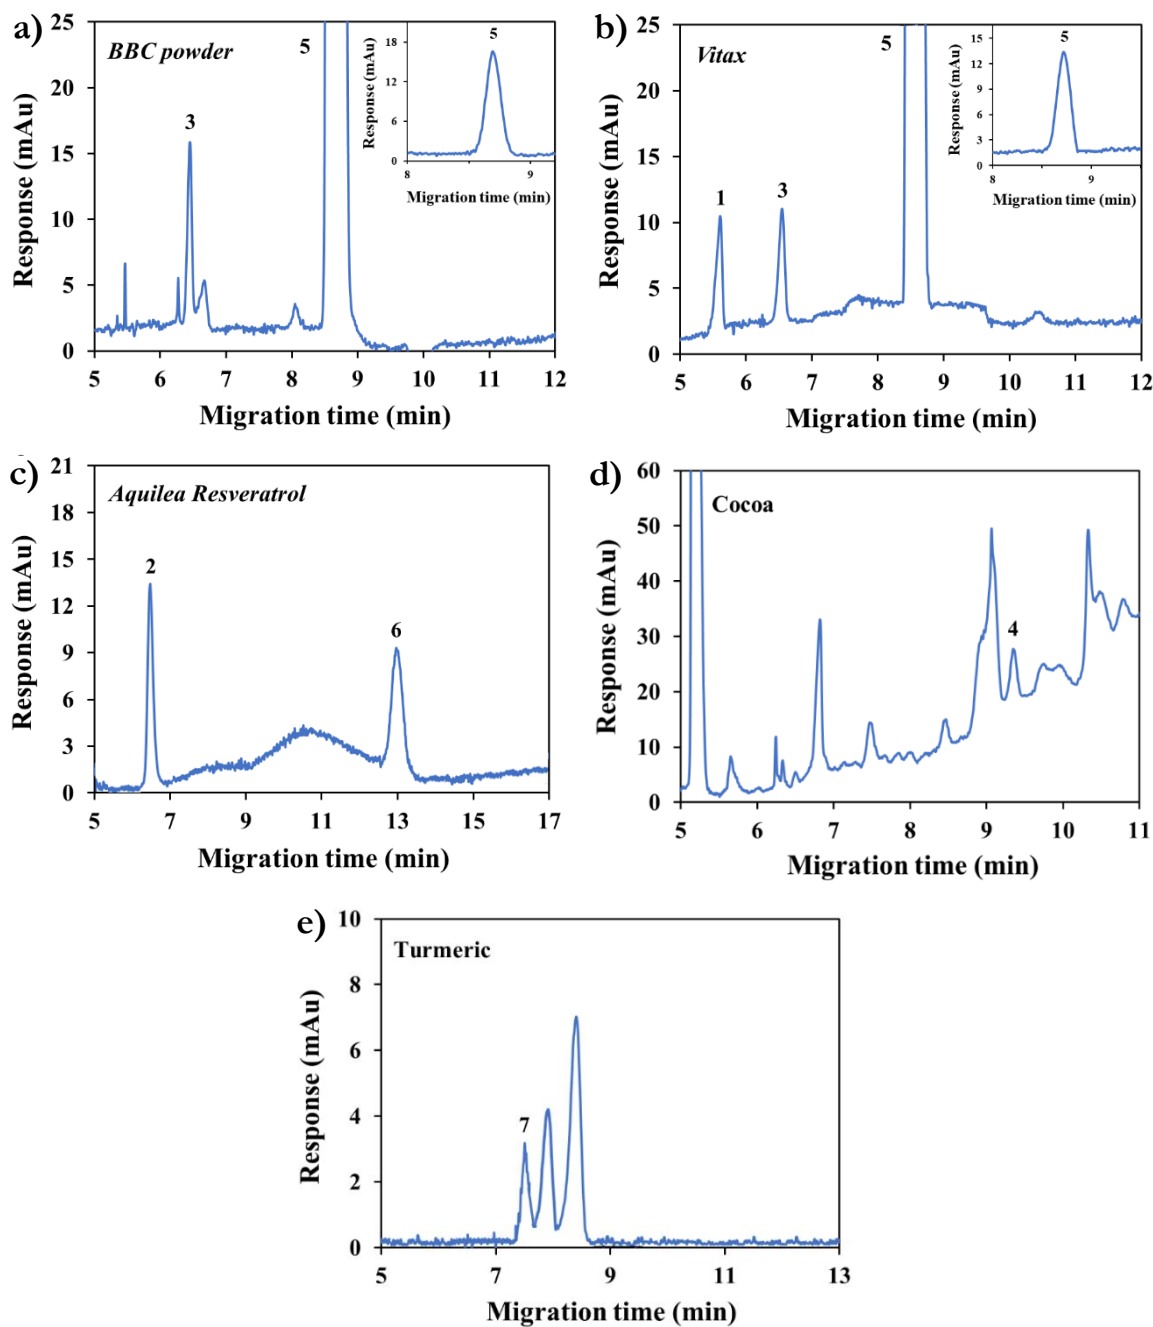 a)
BBC powder
5
3
Response (mAu)
25
20
15
10
5
0
5 6 7 8 9 10 11 12
Migration time (min)
5
Response (mAu)
18
12
6
0
8 9
Migration time (min)
b)
Vitax
5
1
3
Response (mAu)
25
20
15
10
5
0
5 6 7 8 9 10 11 12
Migration time (min)
5
Response (mAu)
15
12
9
6
3
0
8 9
Migration time (min)
c)
Aquilea Resveratrol
2
6
Response (mAu)
21
18
15
12
9
6
3
0
5 7 9 11 13 15 17
Migration time (min)
d)
Cocoa
4
Response (mAu)
60
50
40
30
20
10
0
5 6 7 8 9 10 11
Migration time (min)
e)
Turmeric
7
Response (mAu)
10
8
6
4
2
0
5 7 9 11 13
Migration time (min)